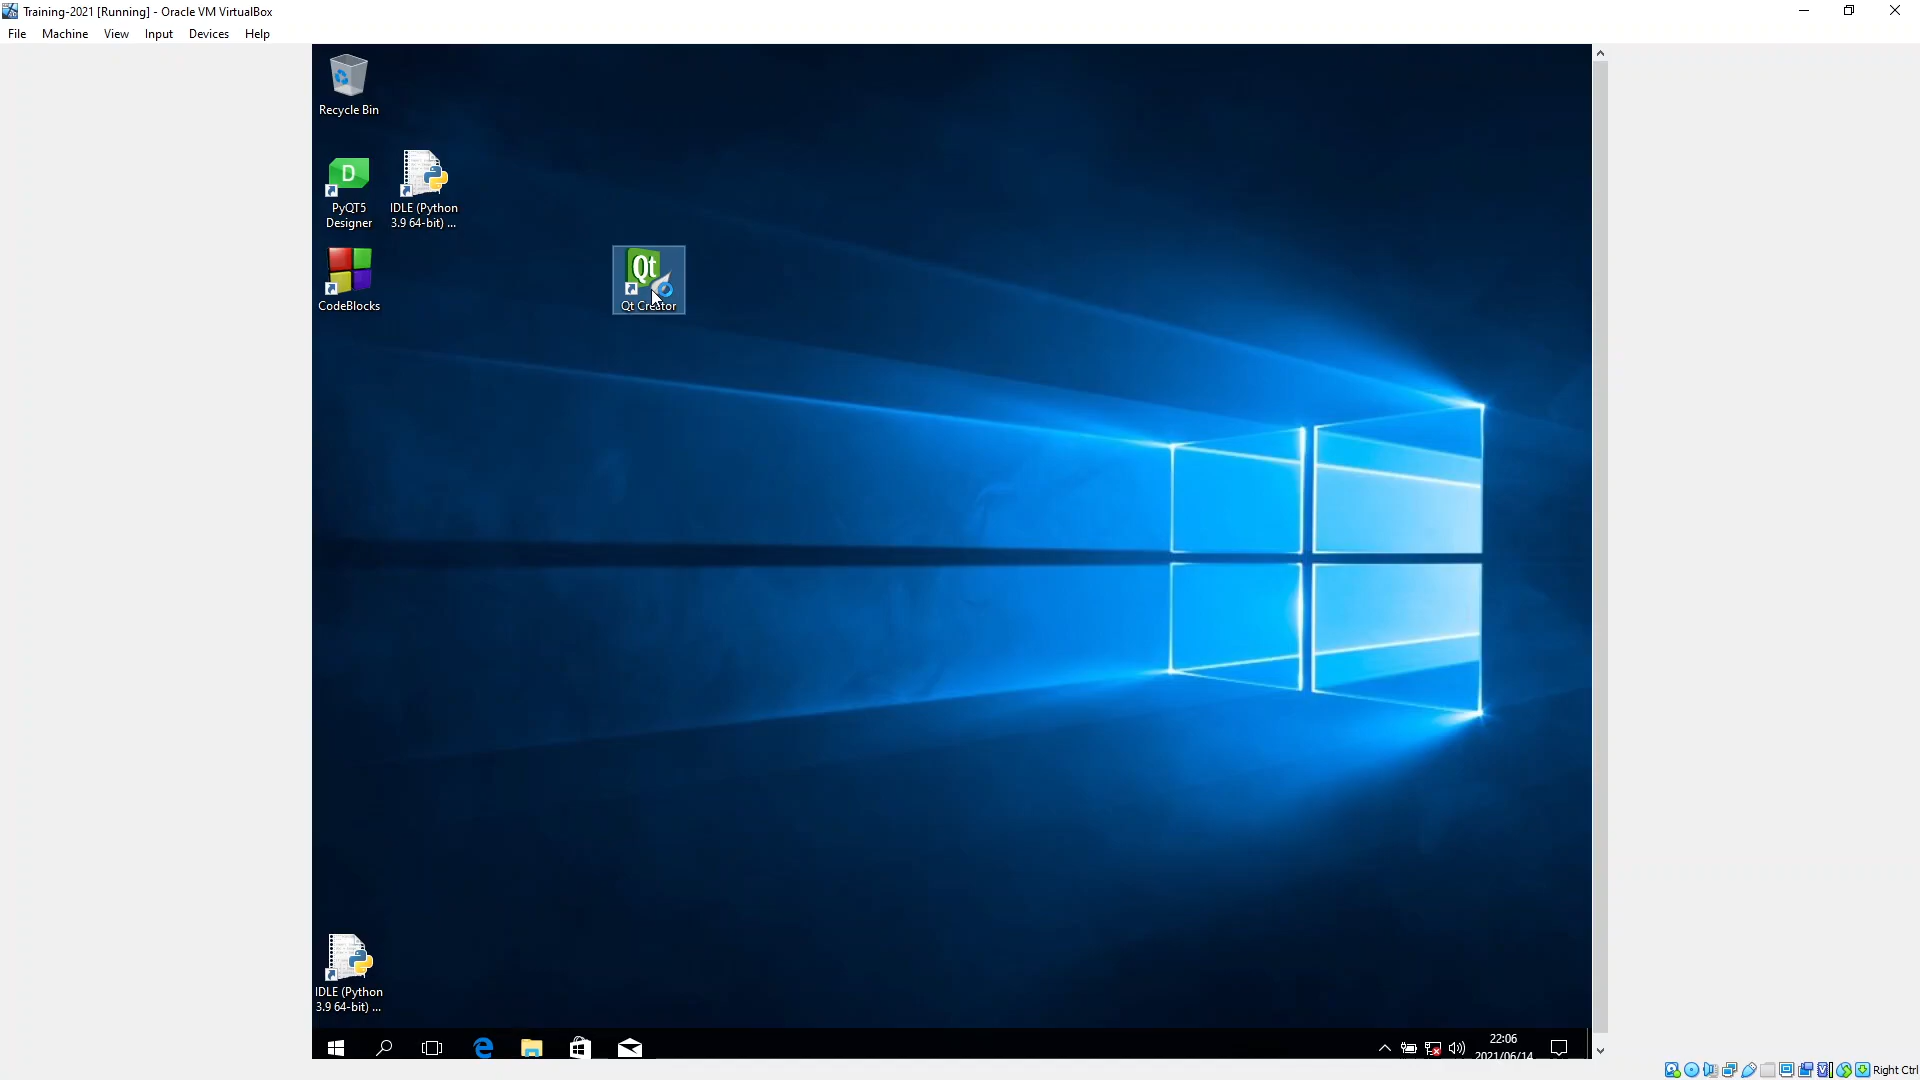 Training-2021 [Running] - Oracle VM VirtualBox
File Machine View Input Devices Help
Recycle Bin
D
PyQT5
Designer
IDLE (Python
3.9 64-bit) ...
CodeBlocks
Qt
Qt Creator
IDLE (Python
3.9 64-bit) ...
22:06
2021/06/14
Right Ctrl